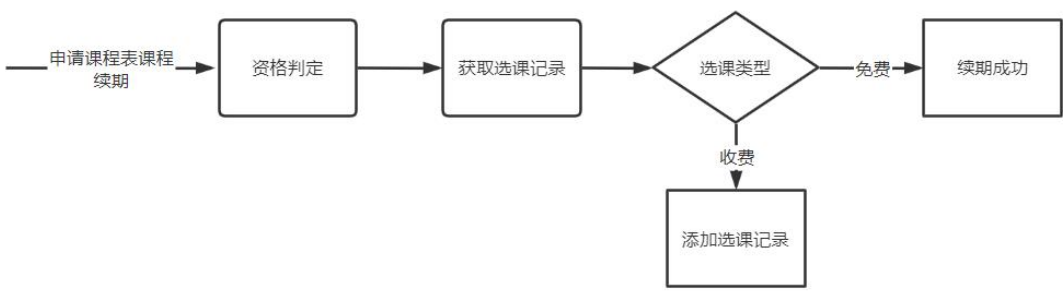 申请课程表课程
续期
资格判定
获取选课记录
选课类型
免费
续期成功
收费
添加选课记录